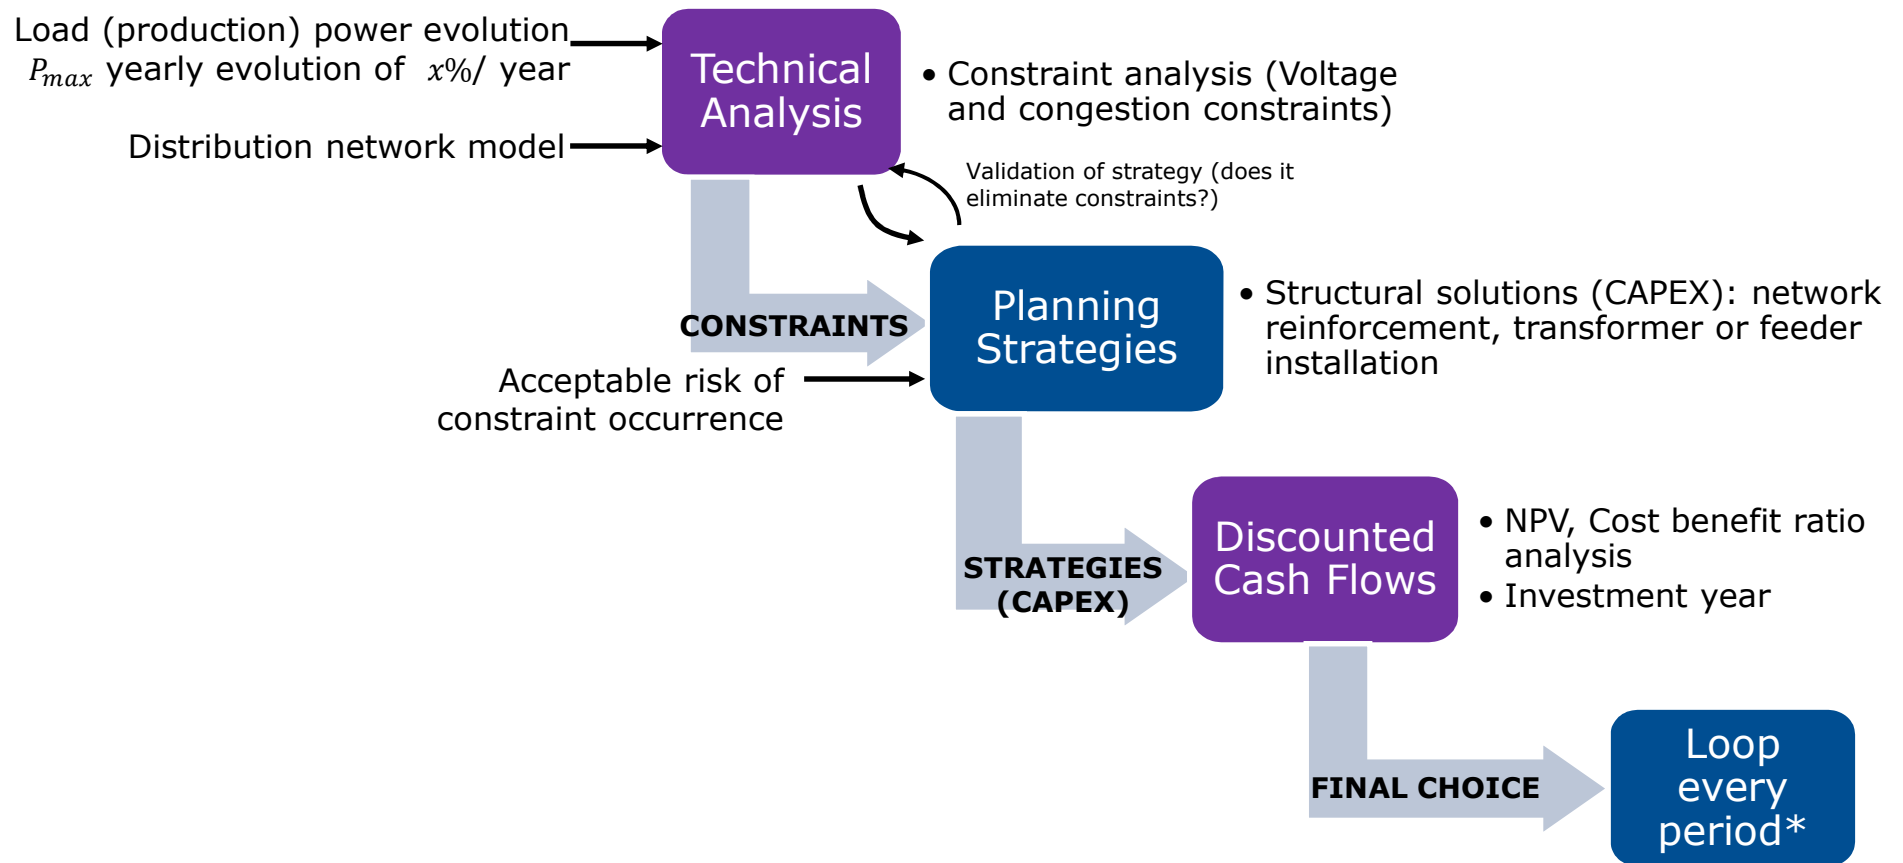 Load (production) power evolution
P_max yearly evolution of x%/ year
Distribution network model
Technical
Analysis
• Constraint analysis (Voltage
and congestion constraints)
Validation of strategy (does it
eliminate constraints?)
CONSTRAINTS
Acceptable risk of
constraint occurrence
Planning
Strategies
• Structural solutions (CAPEX): network
reinforcement, transformer or feeder
installation
STRATEGIES
(CAPEX)
Discounted
Cash Flows
• NPV, Cost benefit ratio
analysis
• Investment year
FINAL CHOICE
Loop
every
period*